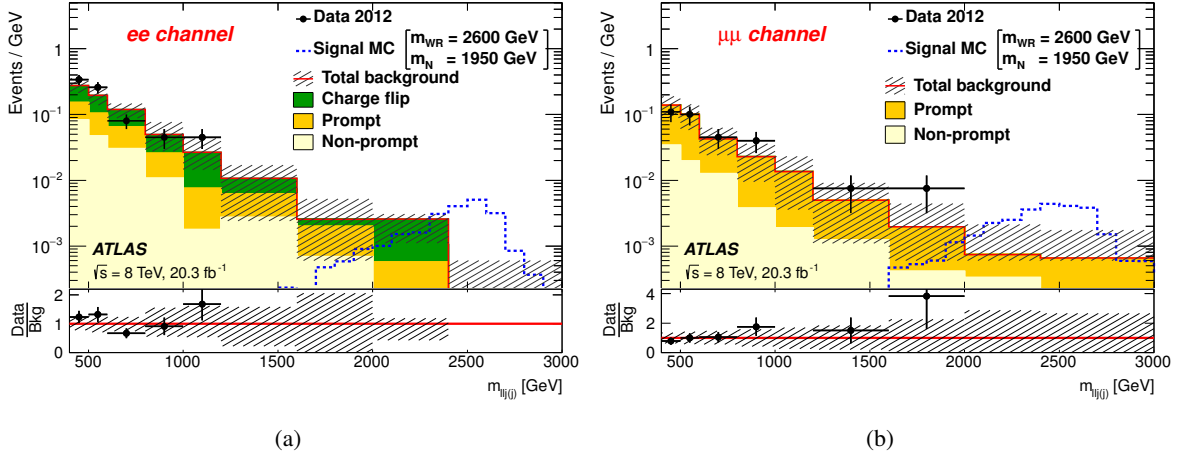 Events / GeV
1
10⁻¹
10⁻²
10⁻³
ee channel
Data 2012
Signal MC
m_WR = 2600 GeV
m_N = 1950 GeV
Total background
Charge flip
Prompt
Non-prompt
ATLAS
√s = 8 TeV, 20.3 fb⁻¹
Data
Bkg
2
1
0
500 1000 1500 2000 2500 3000
m_llj(j) [GeV]
(a)
Events / GeV
1
10⁻¹
10⁻²
10⁻³
μμ channel
Data 2012
Signal MC
m_WR = 2600 GeV
m_N = 1950 GeV
Total background
Prompt
Non-prompt
ATLAS
√s = 8 TeV, 20.3 fb⁻¹
Data
Bkg
4
2
0
500 1000 1500 2000 2500 3000
m_llj(j) [GeV]
(b)